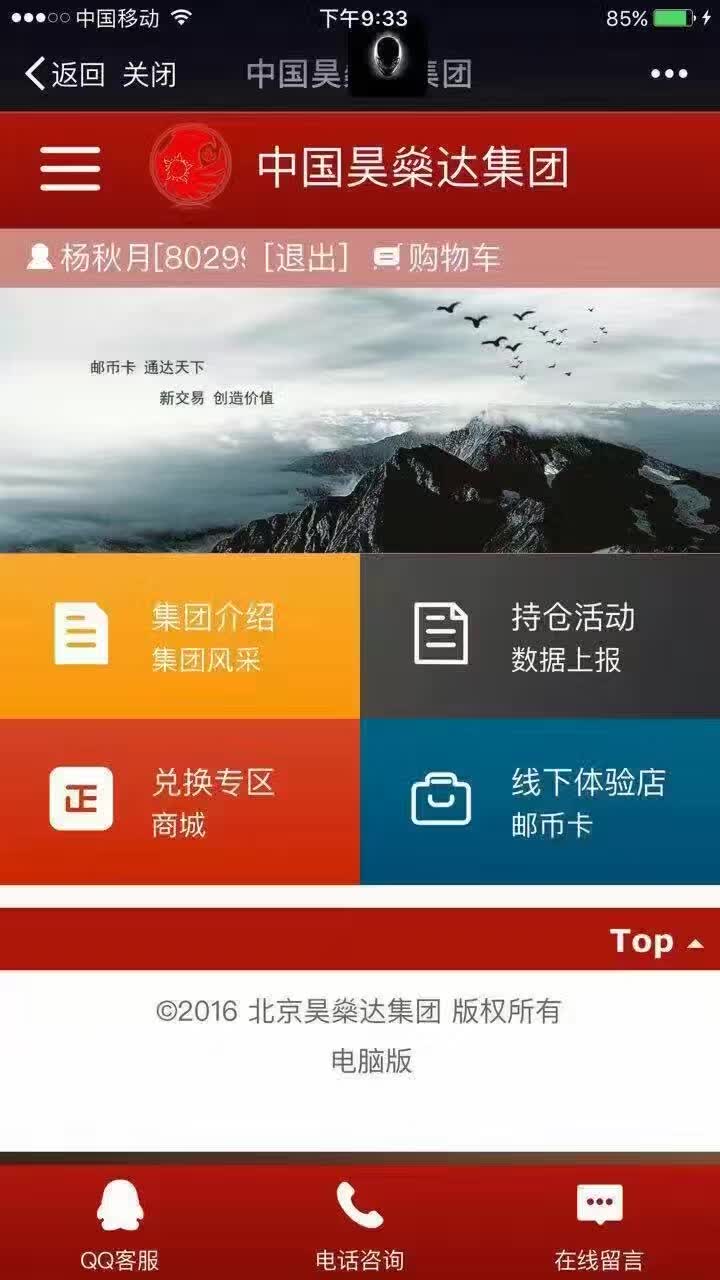 中国移动 下午9:33 85%
返回 关闭 中国昊 集团
中国昊燊达集团
杨秋月[80299 [退出] 购物车
邮币卡 通达天下
新交易 创造价值
集团介绍
集团风采
持仓活动
数据上报
正
兑换专区
商城
线下体验店
邮币卡
Top
©2016 北京昊燊达集团 版权所有
电脑版
QQ客服
电话咨询
在线留言